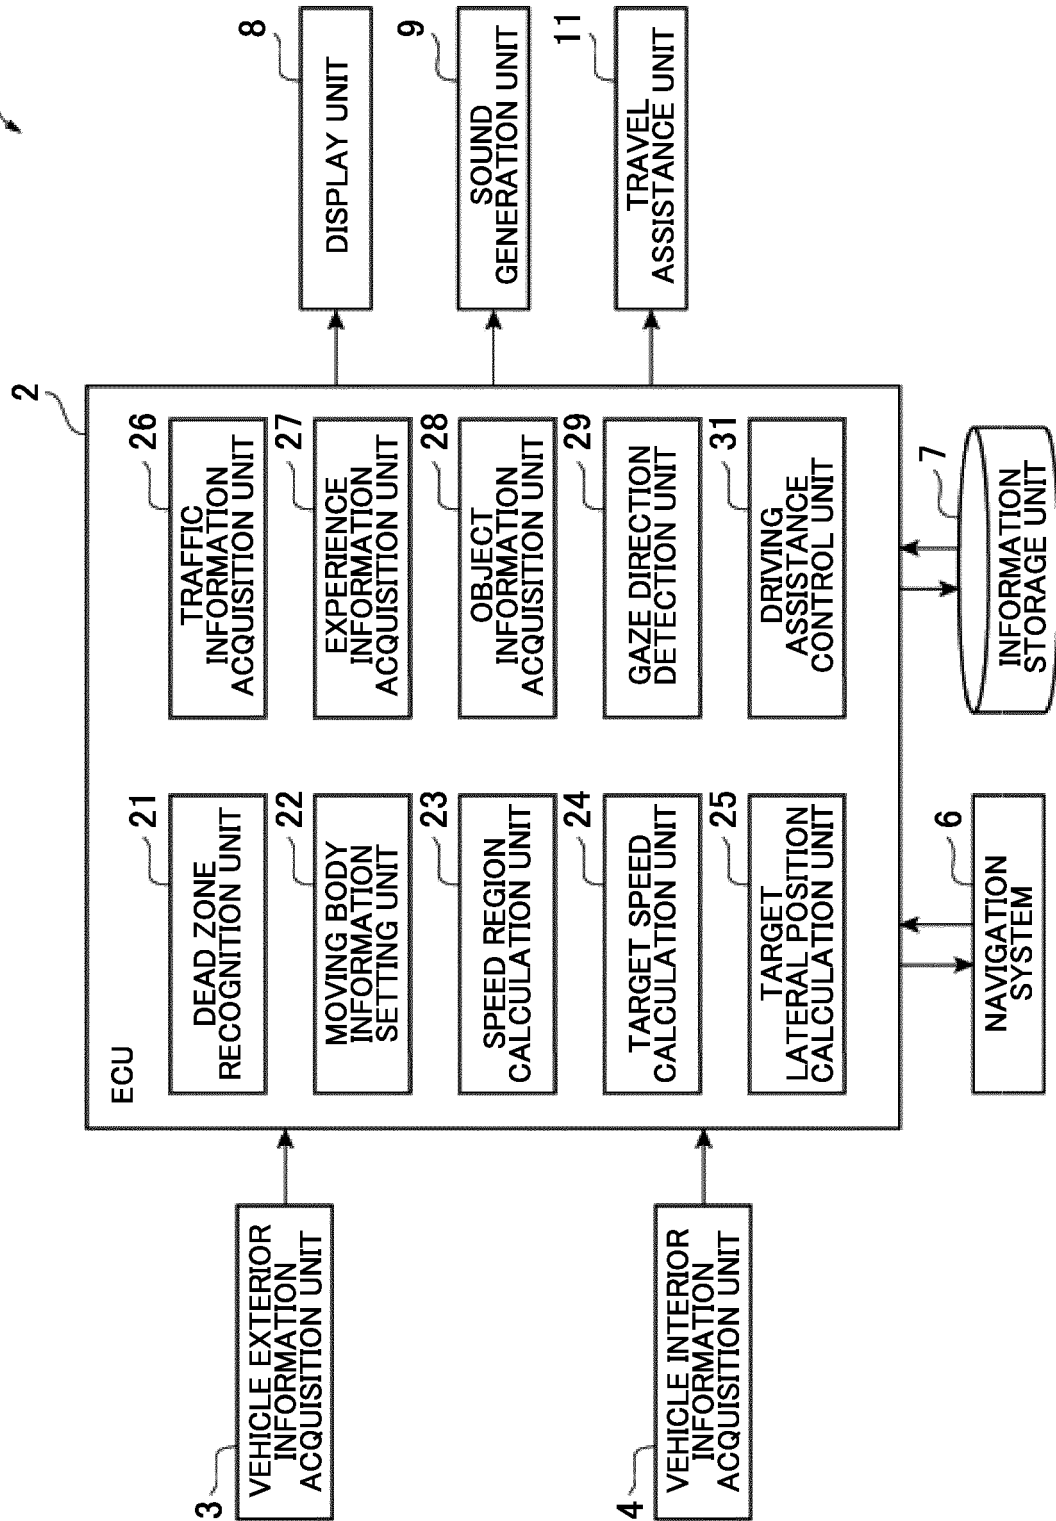 2
ECU
3
VEHICLE EXTERIOR
INFORMATION
ACQUISITION UNIT
4
VEHICLE INTERIOR
INFORMATION
ACQUISITION UNIT
21
DEAD ZONE
RECOGNITION UNIT
22
MOVING BODY
INFORMATION
SETTING UNIT
23
SPEED REGION
CALCULATION UNIT
24
TARGET SPEED
CALCULATION UNIT
25
TARGET
LATERAL POSITION
CALCULATION UNIT
26
TRAFFIC
INFORMATION
ACQUISITION UNIT
27
EXPERIENCE
INFORMATION
ACQUISITION UNIT
28
OBJECT
INFORMATION
ACQUISITION UNIT
29
GAZE DIRECTION
DETECTION UNIT
31
DRIVING
ASSISTANCE
CONTROL UNIT
8
DISPLAY UNIT
9
SOUND
GENERATION UNIT
11
TRAVEL
ASSISTANCE UNIT
6
NAVIGATION
SYSTEM
7
INFORMATION
STORAGE UNIT